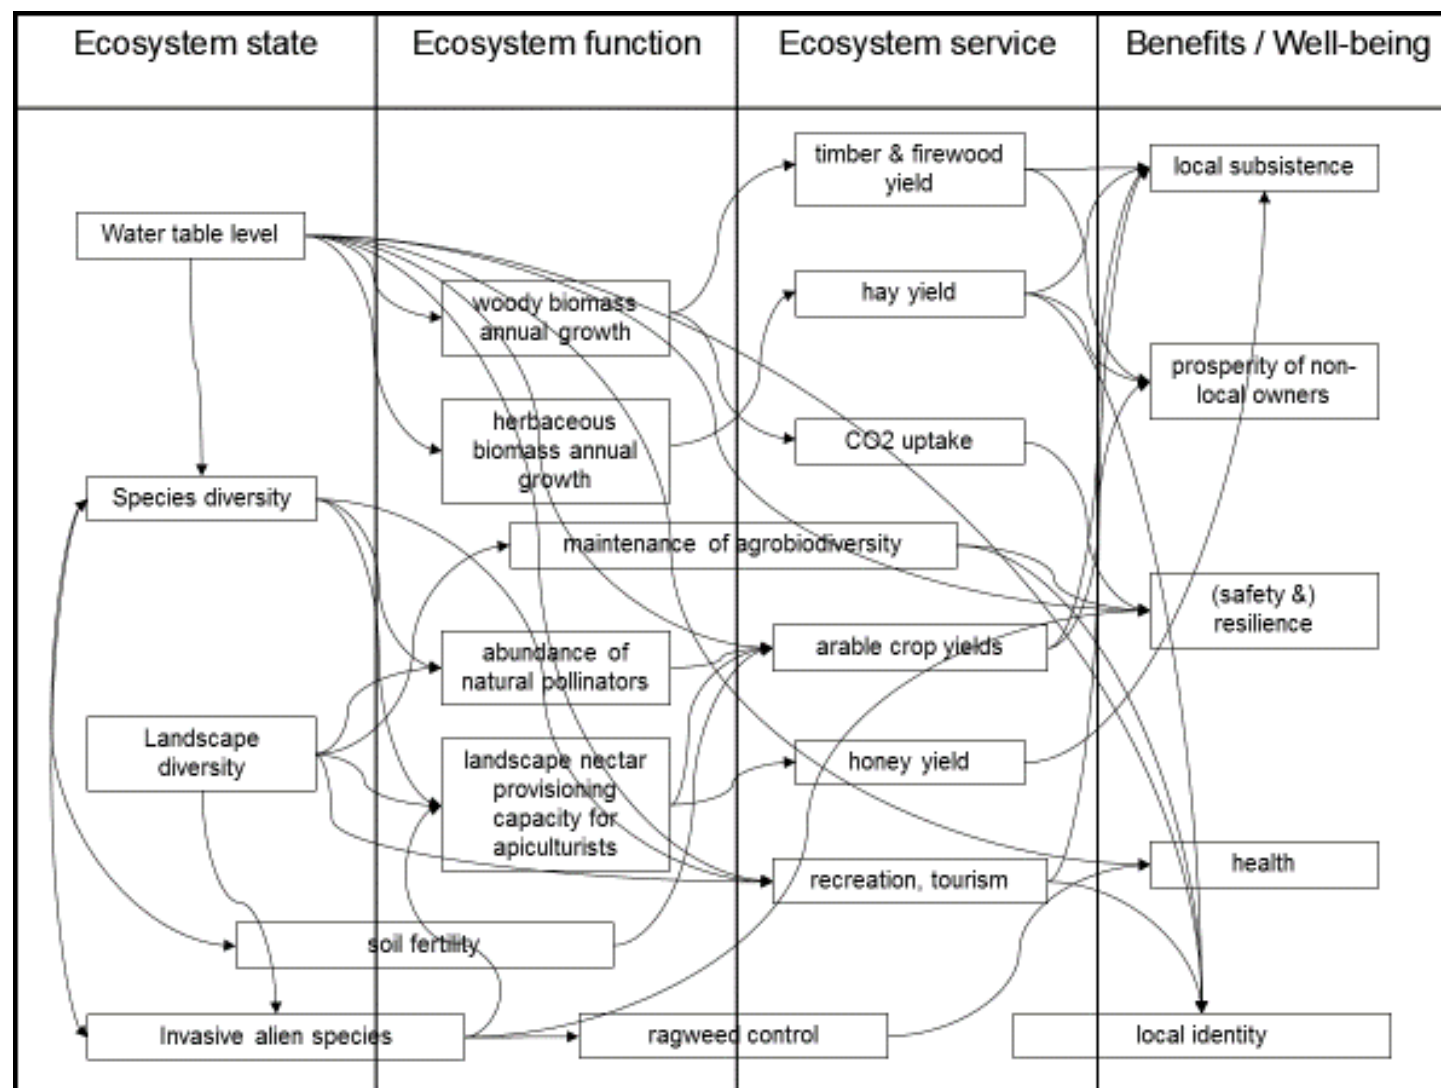 Ecosystem state
Ecosystem function
Ecosystem service
Benefits / Well-being
Water table level
Species diversity
Landscape
diversity
soil fertility
Invasive alien species
woody biomass
annual growth
herbaceous
biomass annual
growth
maintenance of agrobiodiversity
abundance of
natural pollinators
landscape nectar
provisioning
capacity for
apiculturists
ragweed control
timber & firewood
yield
hay yield
CO2 uptake
arable crop yields
honey yield
recreation, tourism
local subsistence
prosperity of non-
local owners
(safety &)
resilience
health
local identity